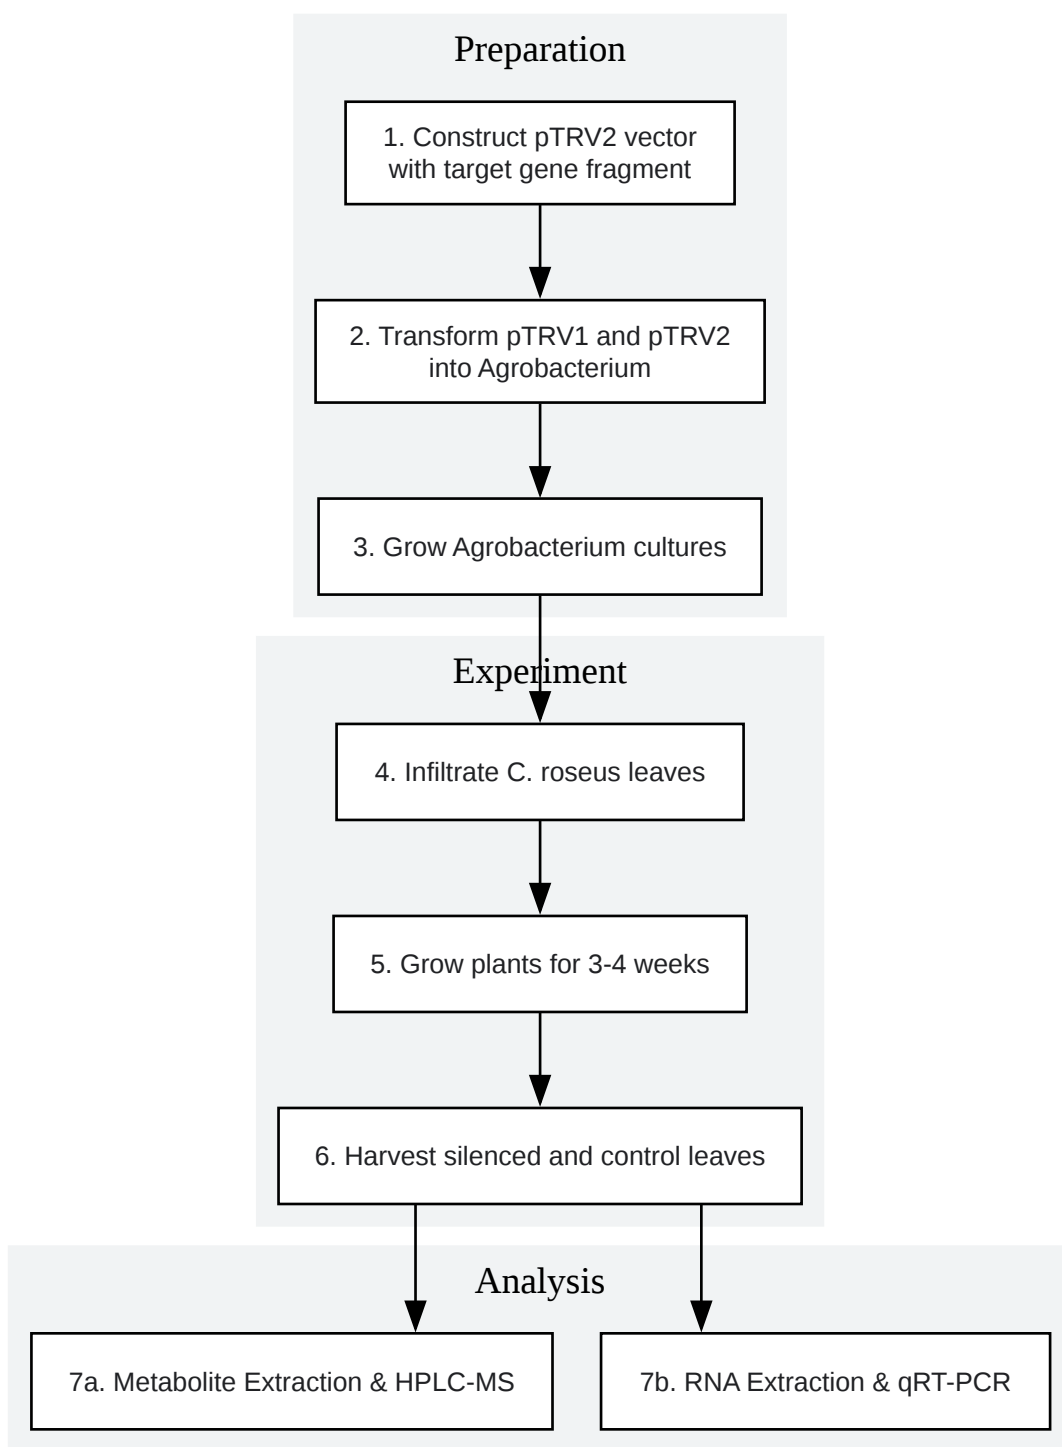 Preparation
1. Construct pTRV2 vector
with target gene fragment
2. Transform pTRV1 and pTRV2
into Agrobacterium
3. Grow Agrobacterium cultures
Experiment
4. Infiltrate C. roseus leaves
5. Grow plants for 3-4 weeks
6. Harvest silenced and control leaves
Analysis
7a. Metabolite Extraction & HPLC-MS
7b. RNA Extraction & qRT-PCR